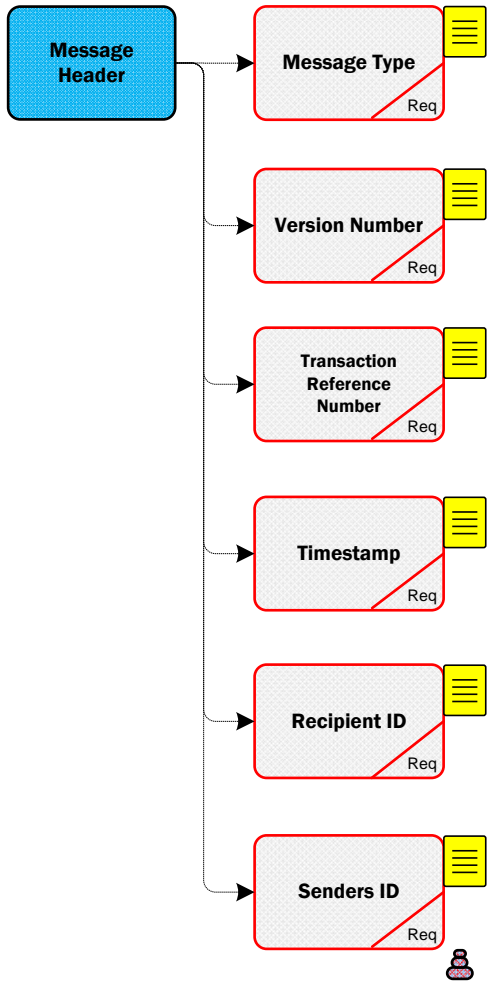 Message
Header
Message Type
Req
Version Number
Req
Transaction
Reference
Number
Req
Timestamp
Req
Recipient ID
Req
Senders ID
Req